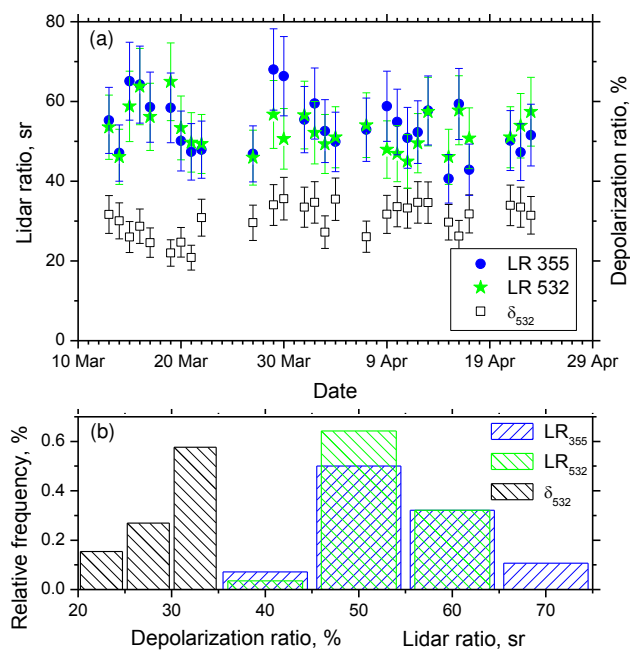 (a)
80
60
40
20
0
Lidar ratio, sr
Depolarization ratio, %
LR 355
LR 532
δ532
10 Mar 20 Mar 30 Mar 9 Apr 19 Apr 29 Apr
Date
(b)
0.6
0.4
0.2
0.0
Relative frequency, %
LR355
LR532
δ532
20 30 40 50 60 70
Depolarization ratio, % Lidar ratio, sr